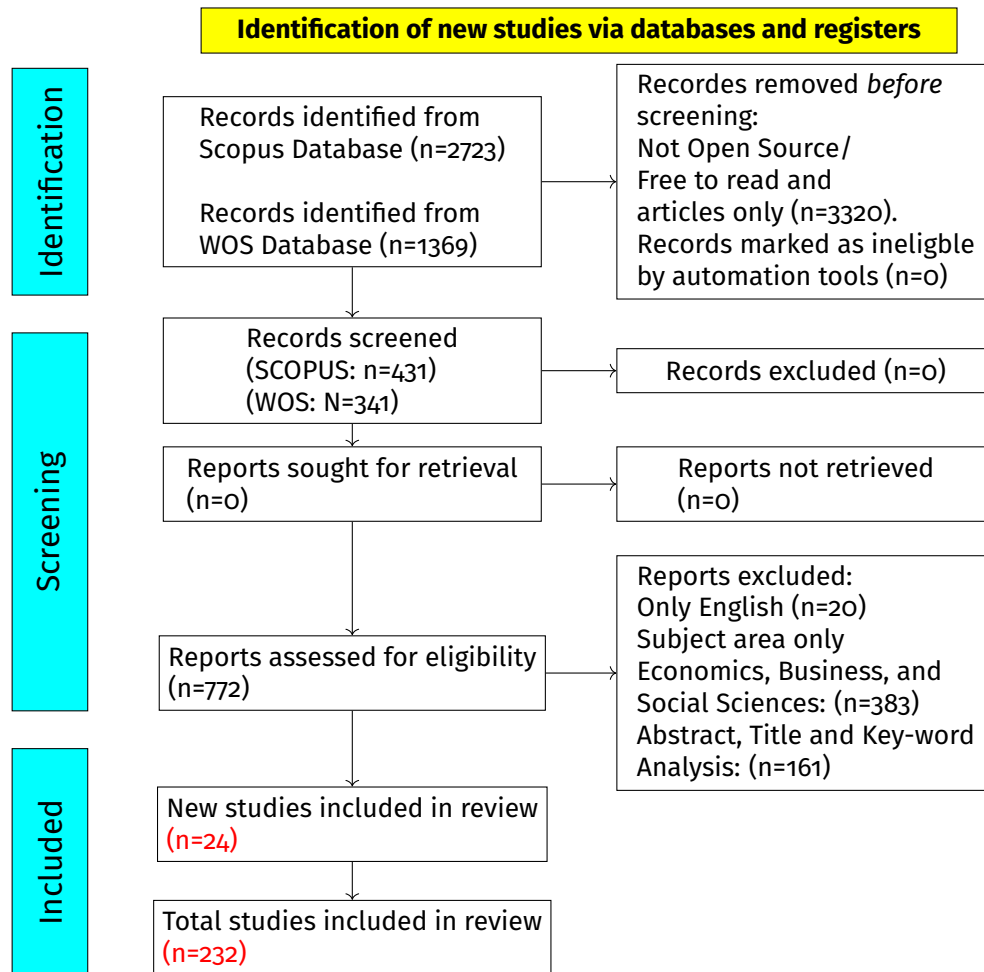 Identification of new studies via databases and registers
Identification
Records identified from
Scopus Database (n=2723)
Records identified from
WOS Database (n=1369)
Recordes removed before
screening:
Not Open Source/
Free to read and
articles only (n=3320).
Records marked as ineligble
by automation tools (n=0)
Screening
Records screened
(SCOPUS: n=431)
(WOS: N=341)
Records excluded (n=0)
Reports sought for retrieval
(n=0)
Reports not retrieved
(n=0)
Reports assessed for eligibility
(n=772)
Reports excluded:
Only English (n=20)
Subject area only
Economics, Business, and
Social Sciences: (n=383)
Abstract, Title and Key-word
Analysis: (n=161)
Included
New studies included in review
(n=24)
Total studies included in review
(n=232)